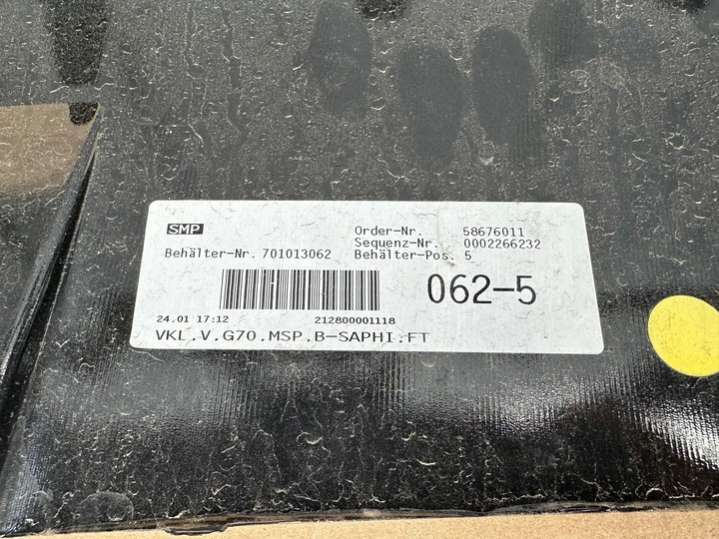 SMP
Order-Nr. 58676011
Sequenz-Nr. 0002266232
Behälter-Nr. 701013062 Behälter-Pos. 5
062-5
24.01 17:12 212800001118
VKL.V.G70.MSP.B-SAPHI.FT